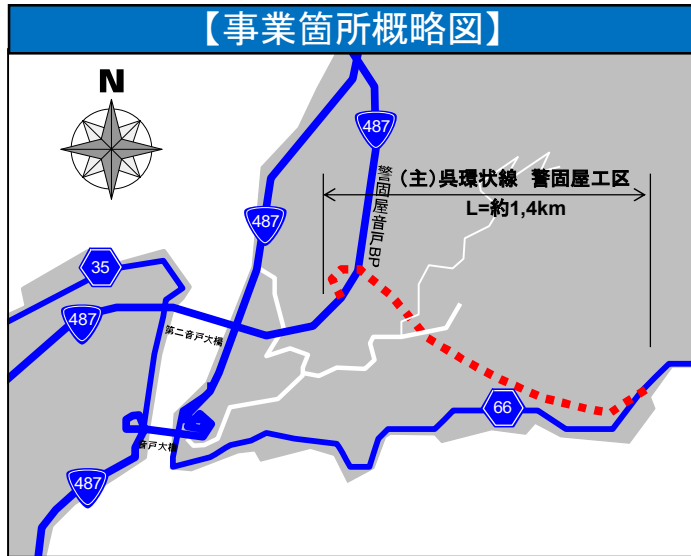 【事業箇所概略図】
N
487
警固屋音戸BP
(主)呉環状線 警固屋工区
L=約1,4km
487
35
487
第二音戸大橋
66
音戸大橋
487